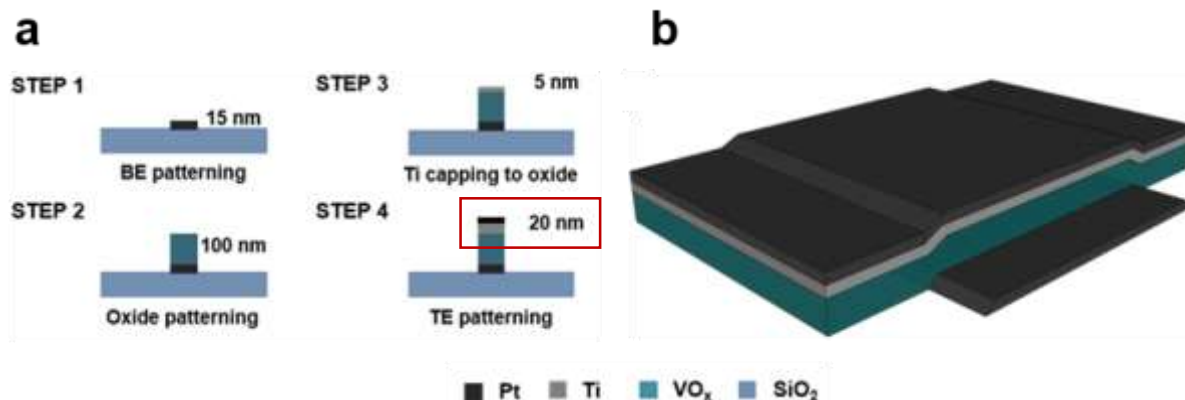 a
b
STEP 1
15 nm
BE patterning
STEP 2
100 nm
Oxide patterning
STEP 3
5 nm
Ti capping to oxide
STEP 4
20 nm
TE patterning
Pt Ti VOₓ SiO₂